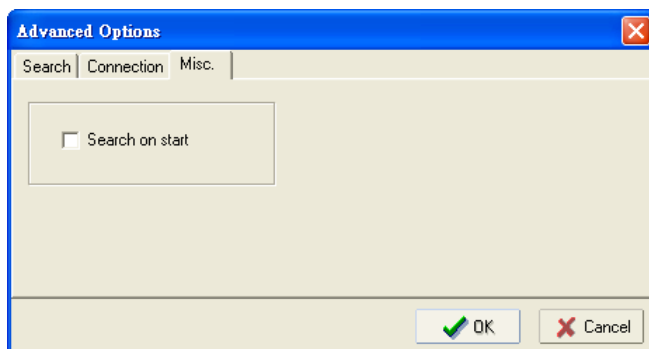 Advanced Options
Search Connection Misc.
Search on start
OK Cancel